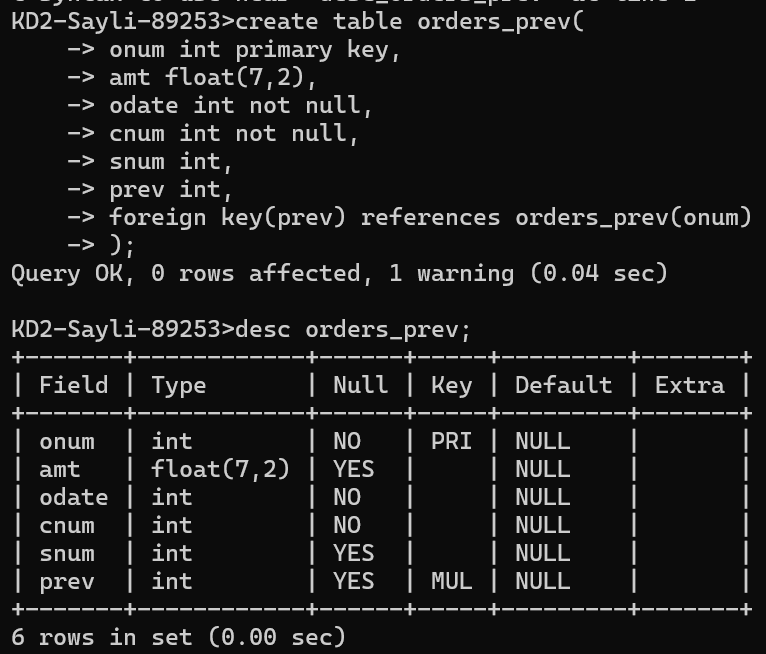 KD2-Sayli-89253>create table orders_prev(
    -> onum int primary key,
    -> amt float(7,2),
    -> odate int not null,
    -> cnum int not null,
    -> snum int,
    -> prev int,
    -> foreign key(prev) references orders_prev(onum)
    -> );
Query OK, 0 rows affected, 1 warning (0.04 sec)

KD2-Sayli-89253>desc orders_prev;
+-------+------------+------+-----+---------+-------+
| Field | Type       | Null | Key | Default | Extra |
+-------+------------+------+-----+---------+-------+
| onum  | int        | NO   | PRI | NULL    |       |
| amt   | float(7,2) | YES  |     | NULL    |       |
| odate | int        | NO   |     | NULL    |       |
| cnum  | int        | NO   |     | NULL    |       |
| snum  | int        | YES  |     | NULL    |       |
| prev  | int        | YES  | MUL | NULL    |       |
+-------+------------+------+-----+---------+-------+
6 rows in set (0.00 sec)